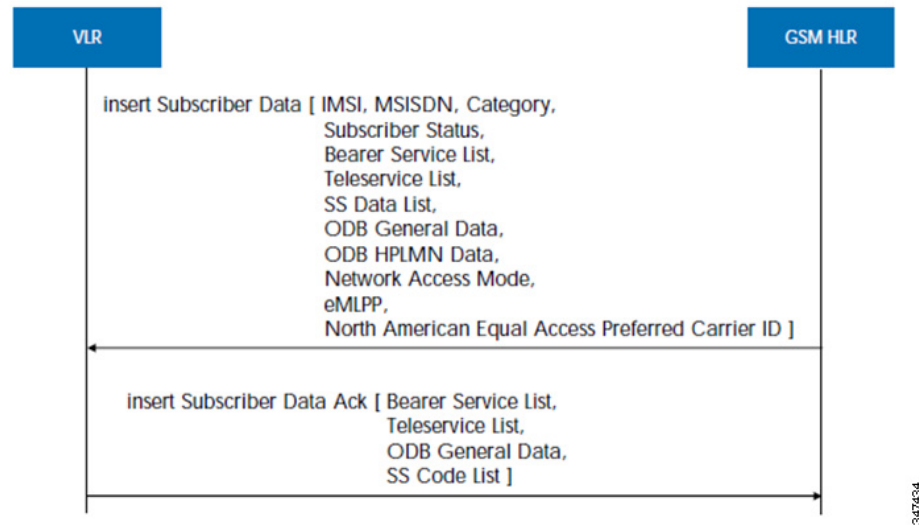 VLR
GSM HLR
insert Subscriber Data [ IMSI, MSISDN, Category,
Subscriber Status,
Bearer Service List,
Teleservice List,
SS Data List,
ODB General Data,
ODB HPLMN Data,
Network Access Mode,
eMLPP,
North American Equal Access Preferred Carrier ID ]
insert Subscriber Data Ack [ Bearer Service List,
Teleservice List,
ODB General Data,
SS Code List ]
347434